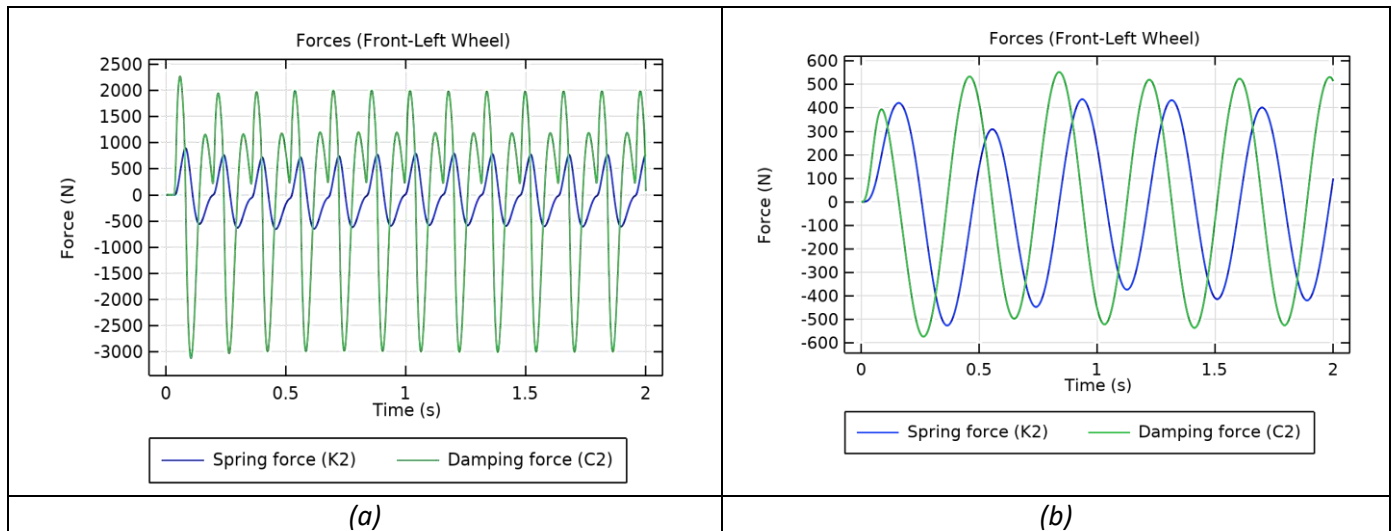 Forces (Front-Left Wheel)
2500
2000
1500
1000
500
0
-500
-1000
-1500
-2000
-2500
-3000
Force (N)
0 0.5 1 1.5 2
Time (s)
Spring force (K2) Damping force (C2)
(a)
Forces (Front-Left Wheel)
600
500
400
300
200
100
0
-100
-200
-300
-400
-500
-600
Force (N)
0 0.5 1 1.5 2
Time (s)
Spring force (K2) Damping force (C2)
(b)